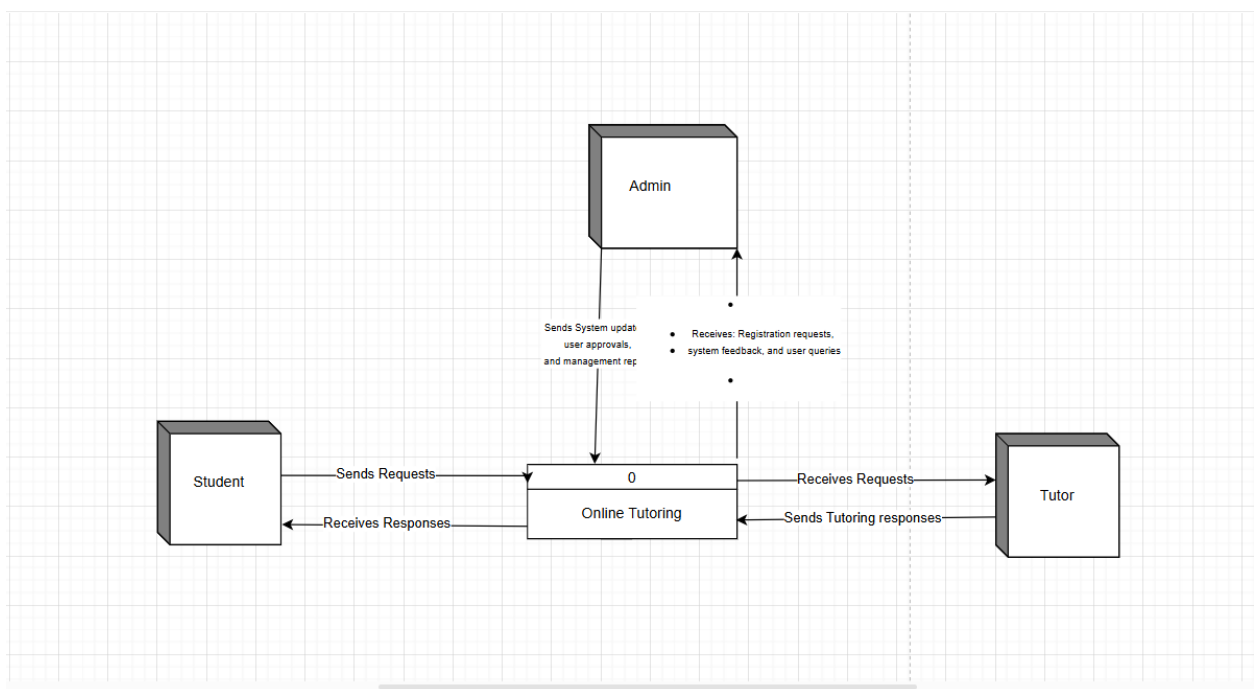 Admin
Sends System updat
user approvals,
and management rep
Receives: Registration requests,
system feedback, and user queries
Student
Sends Requests
Receives Responses
0
Online Tutoring
Receives Requests
Sends Tutoring responses
Tutor